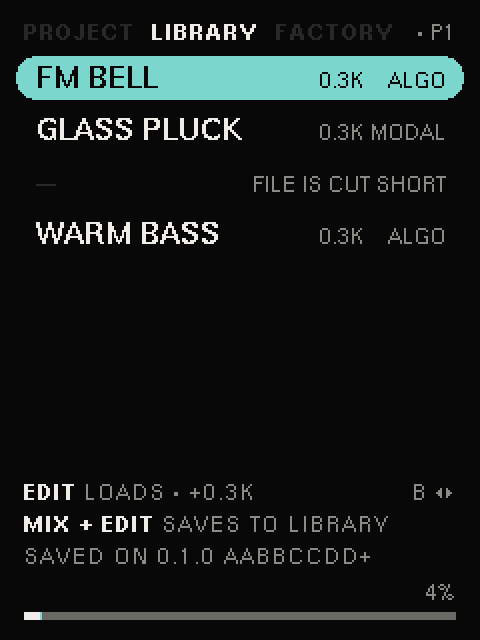 PROJECT LIBRARY FACTORY · P1
FM BELL 0.3K ALGO
GLASS PLUCK 0.3K MODAL
— FILE IS CUT SHORT
WARM BASS 0.3K ALGO
EDIT LOADS · +0.3K B ◂▸
MIX + EDIT SAVES TO LIBRARY
SAVED ON 0.1.0 AABBCCDD+
4%